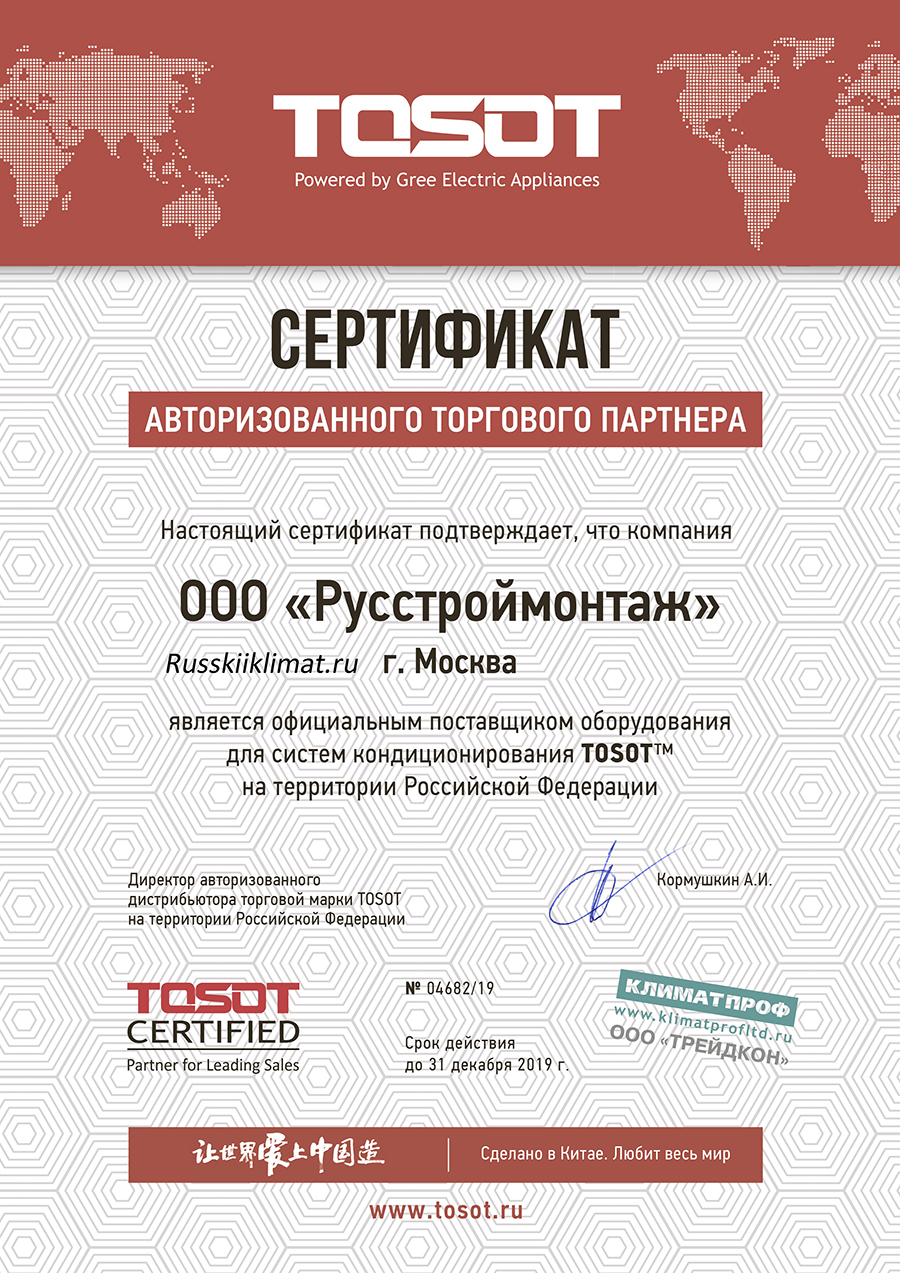 TOSOT
Powered by Gree Electric Appliances
СЕРТИФИКАТ
АВТОРИЗОВАННОГО ТОРГОВОГО ПАРТНЕРА
Настоящий сертификат подтверждает, что компания
ООО «Русстроймонтаж»
Russkiiklimat.ru г. Москва
является официальным поставщиком оборудования
для систем кондиционирования TOSOT™
на территории Российской Федерации
Директор авторизованного
дистрибьютора торговой марки TOSOT
на территории Российской Федерации
Кормушкин А.И.
TOSOT
CERTIFIED
Partner for Leading Sales
№ 04682/19
Срок действия
до 31 декабря 2019 г.
КЛИМАТПРОФ
www.klimatprofltd.ru
ООО «ТРЕЙДКОН»
让世界爱上中国造
Сделано в Китае. Любит весь мир
www.tosot.ru